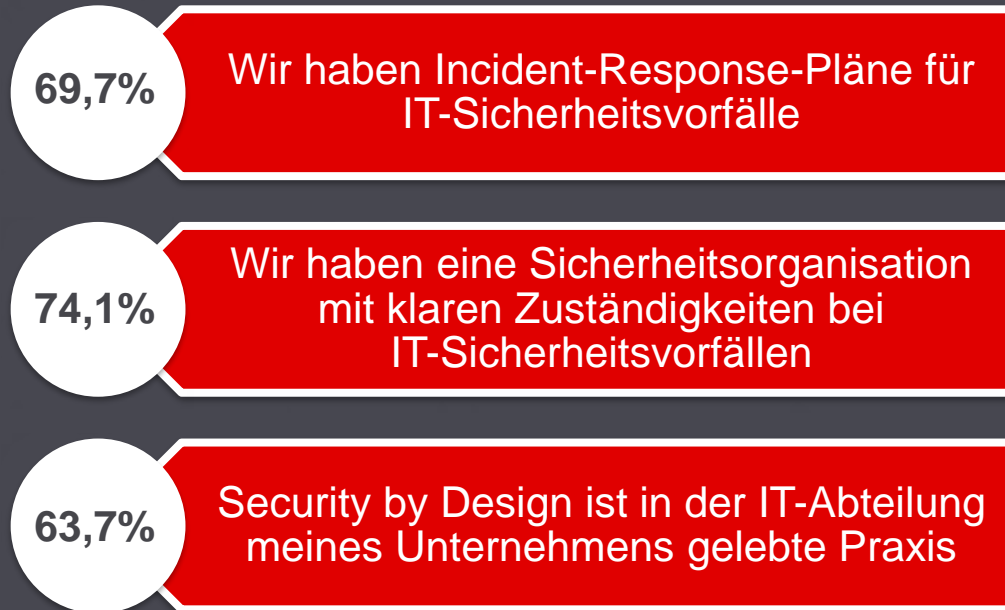 69,7%
Wir haben Incident-Response-Pläne für
IT-Sicherheitsvorfälle
74,1%
Wir haben eine Sicherheitsorganisation
mit klaren Zuständigkeiten bei
IT-Sicherheitsvorfällen
63,7%
Security by Design ist in der IT-Abteilung
meines Unternehmens gelebte Praxis